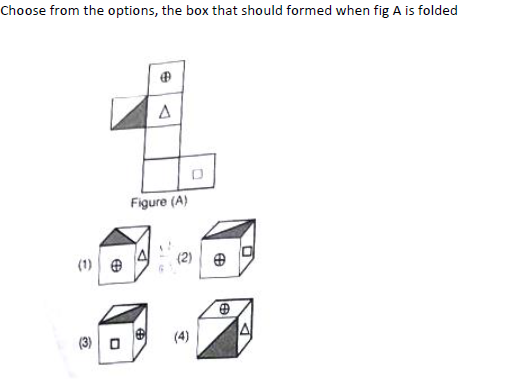 Choose from the options, the box that should formed when fig A is folded
Figure (A)
(1)
(2)
(3)
(4)